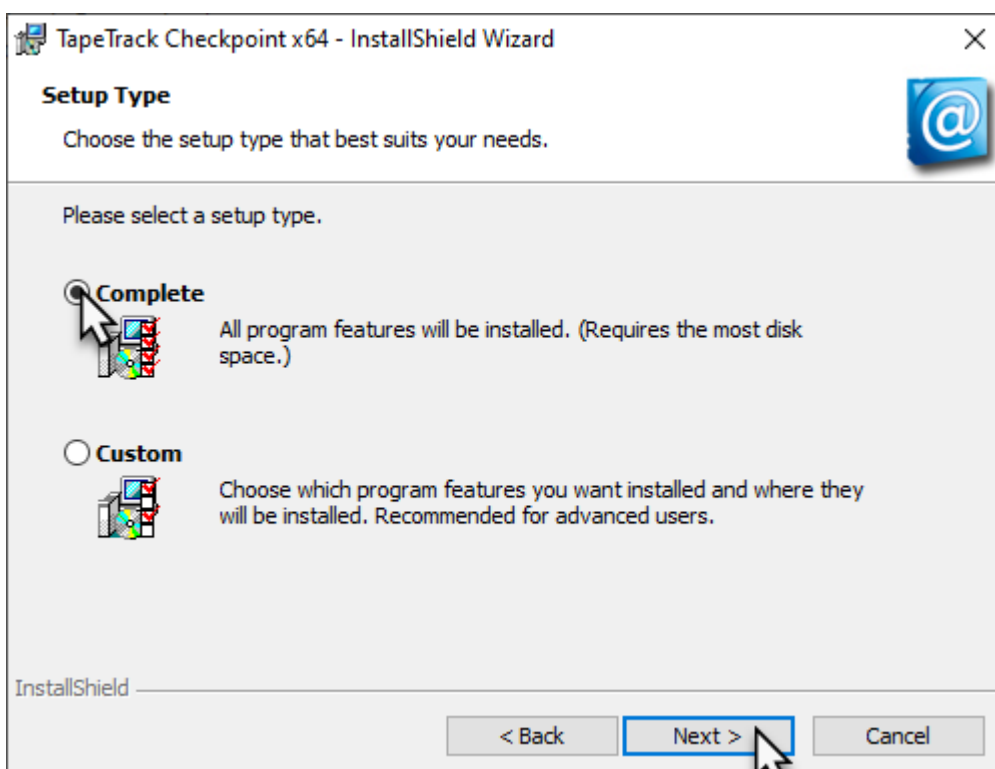 TapeTrack Checkpoint x64 - InstallShield Wizard
Setup Type
Choose the setup type that best suits your needs.
Please select a setup type.
Complete
All program features will be installed. (Requires the most disk
space.)
Custom
Choose which program features you want installed and where they
will be installed. Recommended for advanced users.
InstallShield
< Back Next > Cancel